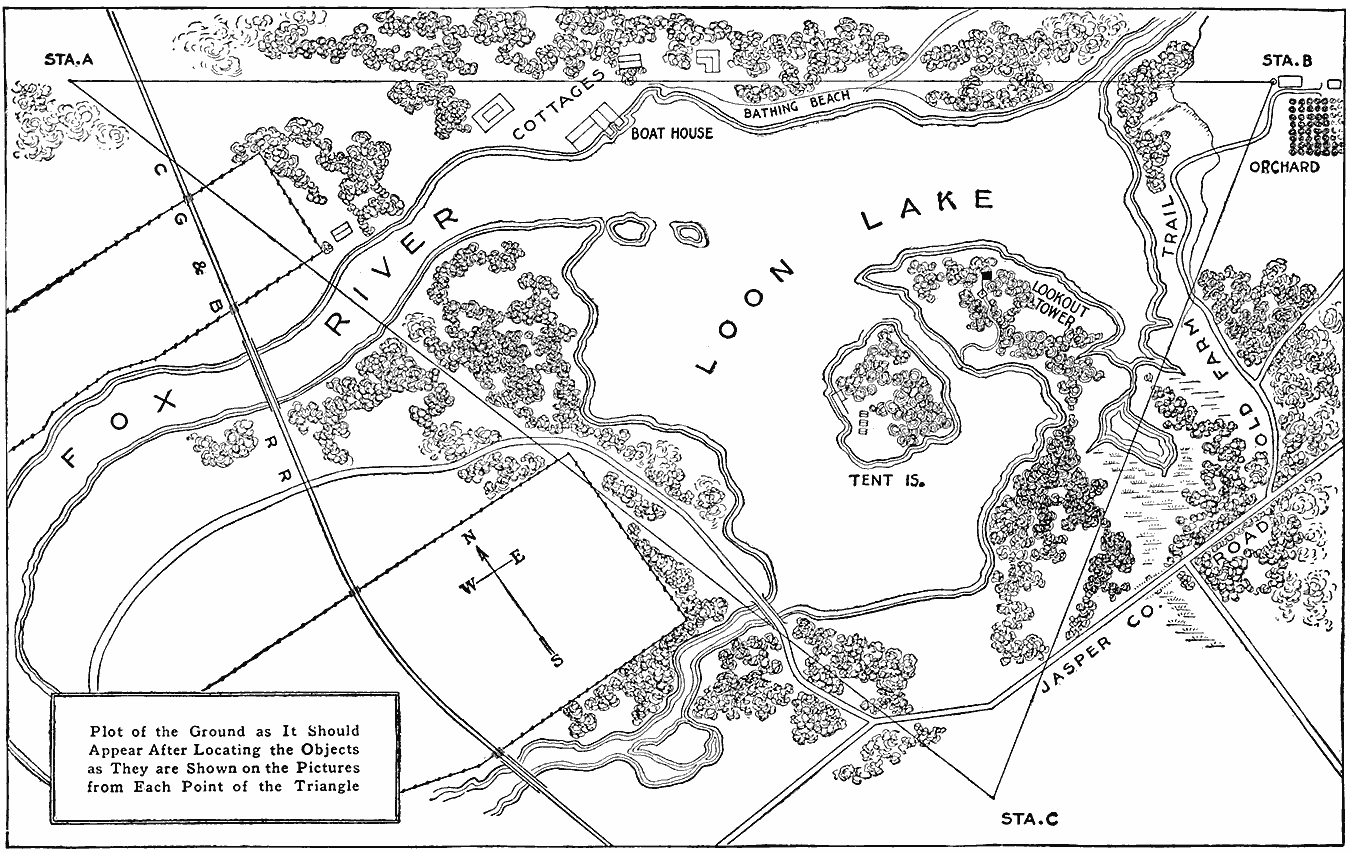 STA.A
STA.B
COTTAGES
BATHING BEACH
BOAT HOUSE
ORCHARD
C G & B R R
FOX RIVER
LOON LAKE
TRAIL
LOOKOUT
TOWER
OLD FARM
ROAD
TENT IS.
N
W E
S
JASPER CO.
Plot of the Ground as It Should
Appear After Locating the Objects
as They are Shown on the Pictures
from Each Point of the Triangle
STA.C